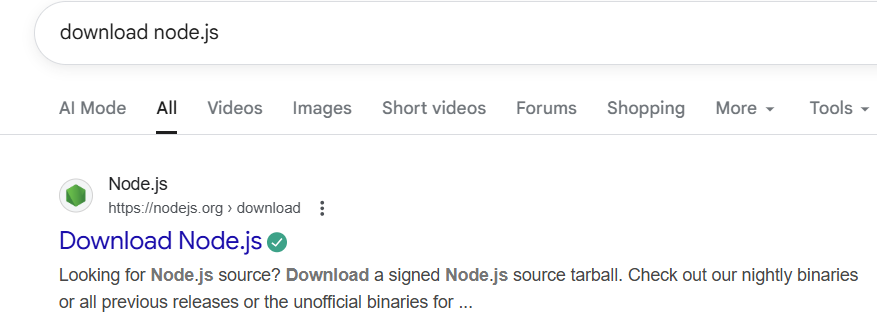 download node.js
AI Mode All Videos Images Short videos Forums Shopping More Tools
Node.js
https://nodejs.org › download
Download Node.js
Looking for Node.js source? Download a signed Node.js source tarball. Check out our nightly binaries
or all previous releases or the unofficial binaries for ...